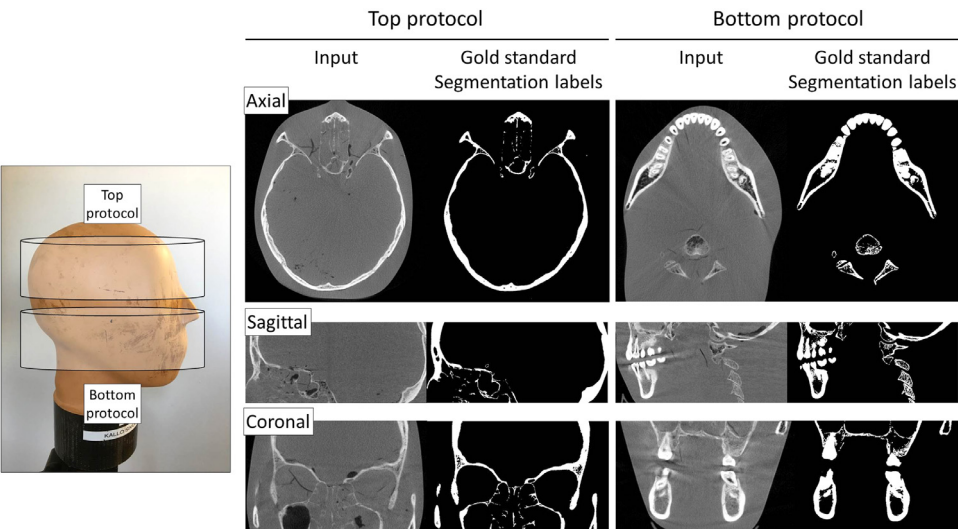 Top protocol
Bottom protocol
Input
Gold standard
Segmentation labels
Input
Gold standard
Segmentation labels
Axial
Sagittal
Coronal
Top
protocol
Bottom
protocol